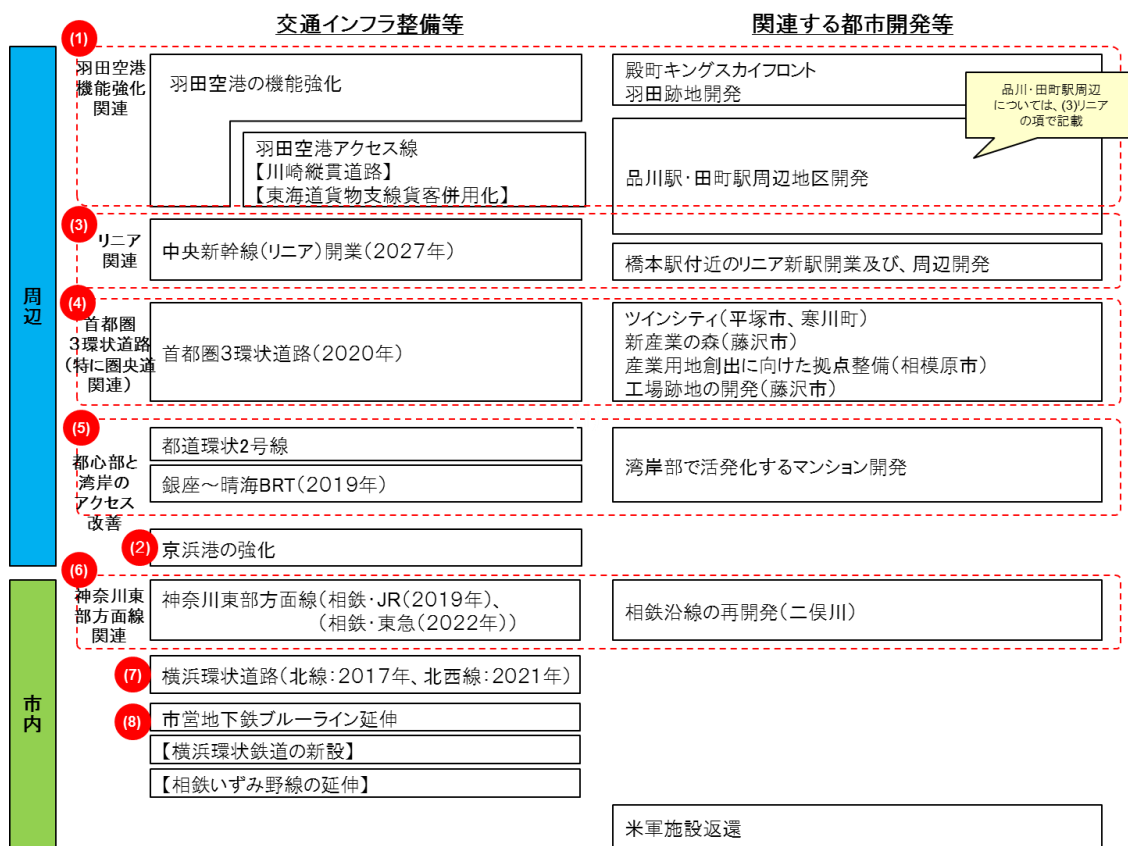 交通インフラ整備等
関連する都市開発等
周辺
(1)
羽田空港
機能強化
関連
羽田空港の機能強化
羽田空港アクセス線
【川崎縦貫道路】
【東海道貨物支線貨客併用化】
殿町キングスカイフロント
羽田跡地開発
品川・田町駅周辺
については、(3)リニア
の項で記載
品川駅・田町駅周辺地区開発
(3)
リニア
関連
中央新幹線(リニア)開業(2027年)
橋本駅付近のリニア新駅開業及び、周辺開発
(4)
首都圏
3環状道路
(特に圏央道
関連)
首都圏3環状道路(2020年)
ツインシティ(平塚市、寒川町)
新産業の森(藤沢市)
産業用地創出に向けた拠点整備(相模原市)
工場跡地の開発(藤沢市)
(5)
都心部と
湾岸の
アクセス
改善
都道環状2号線
銀座～晴海BRT(2019年)
湾岸部で活発化するマンション開発
(2)
京浜港の強化
市内
(6)
神奈川東
部方面線
関連
神奈川東部方面線(相鉄・JR(2019年)、
(相鉄・東急(2022年))
相鉄沿線の再開発(二俣川)
(7)
横浜環状道路(北線：2017年、北西線：2021年)
(8)
市営地下鉄ブルーライン延伸
【横浜環状鉄道の新設】
【相鉄いずみ野線の延伸】
米軍施設返還